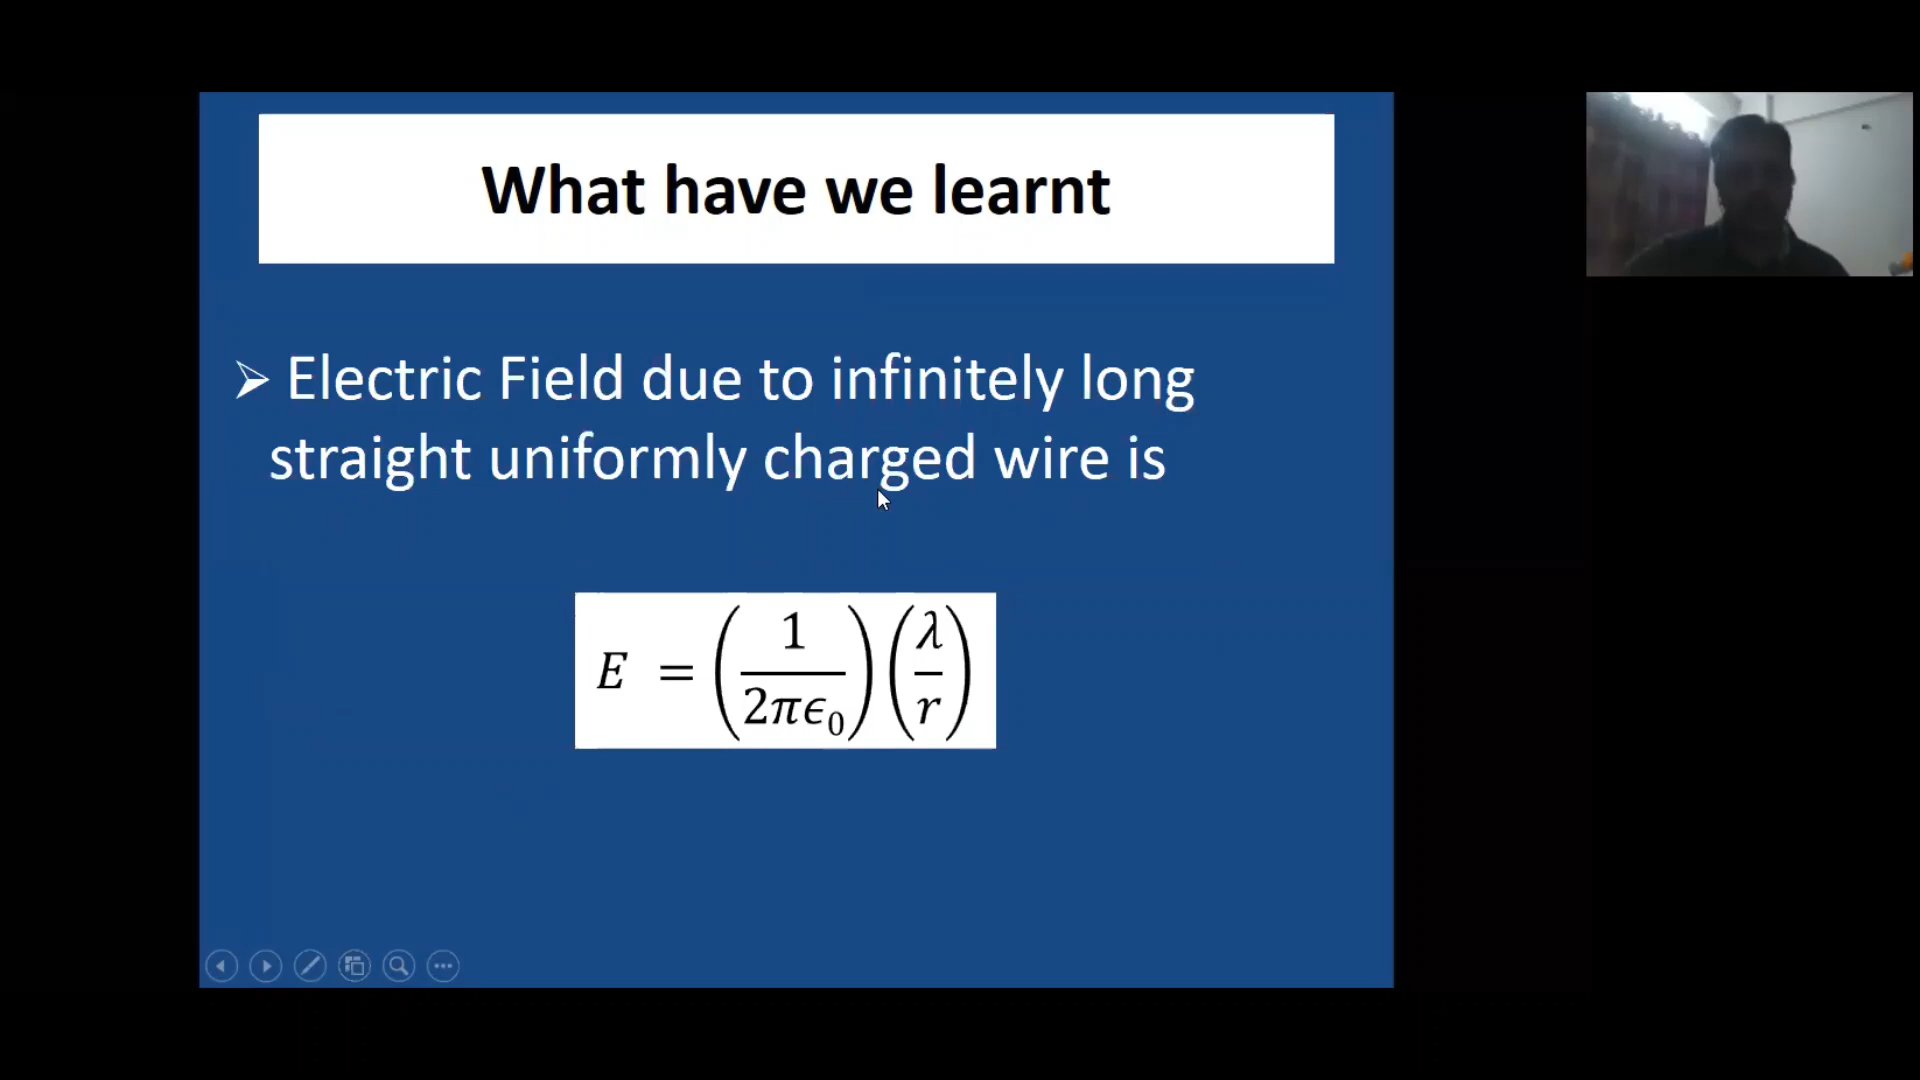 What have we learnt
➢ Electric Field due to infinitely long
straight uniformly charged wire is
E = (1/2πϵ₀)(λ/r)